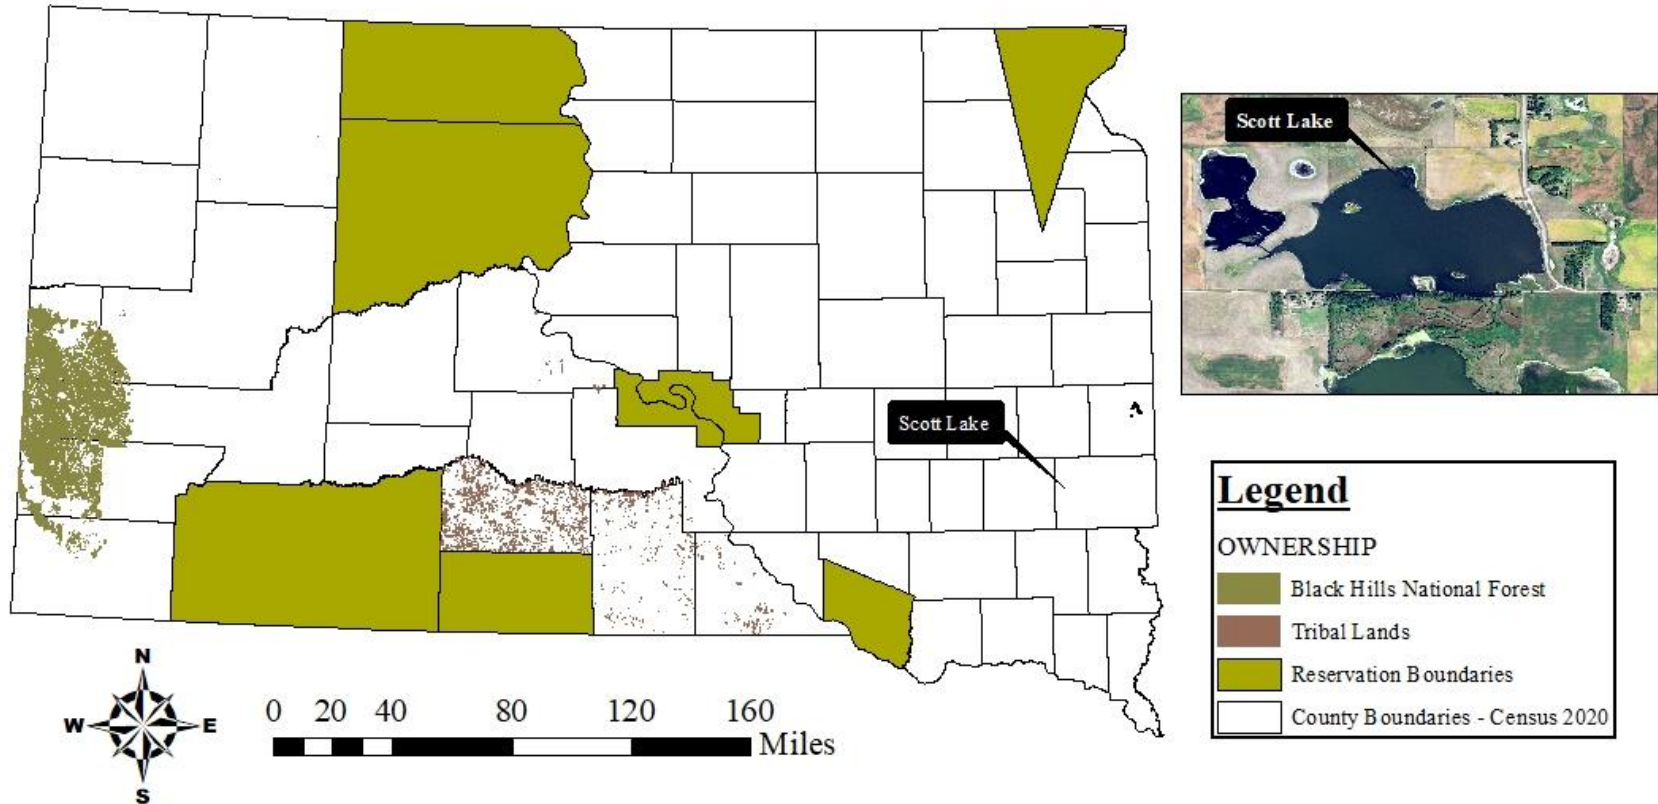 Scott Lake
Scott Lake
Legend
OWNERSHIP
Black Hills National Forest
Tribal Lands
Reservation Boundaries
County Boundaries - Census 2020
N
W
E
S
0 20 40 80 120 160
Miles